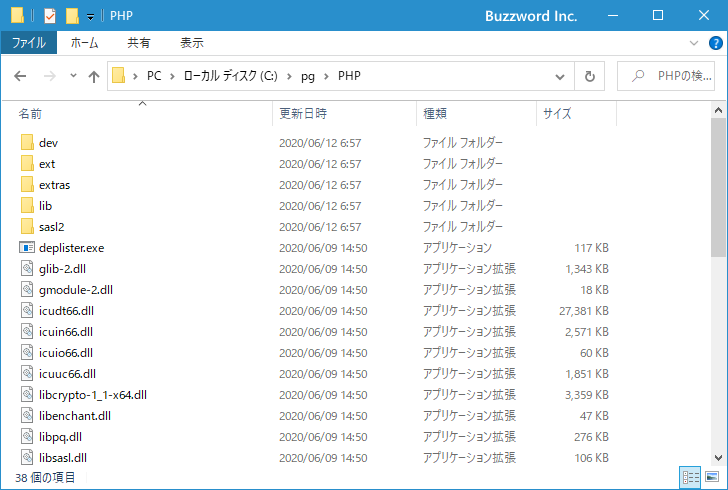 PHP Buzzword Inc.
ファイル ホーム 共有 表示
PC ローカル ディスク (C:) pg PHP PHPの検...
名前 更新日時 種類 サイズ
dev 2020/06/12 6:57 ファイル フォルダー
ext 2020/06/12 6:57 ファイル フォルダー
extras 2020/06/12 6:57 ファイル フォルダー
lib 2020/06/12 6:57 ファイル フォルダー
sasl2 2020/06/12 6:57 ファイル フォルダー
deplister.exe 2020/06/09 14:50 アプリケーション 117 KB
glib-2.dll 2020/06/09 14:50 アプリケーション拡張 1,343 KB
gmodule-2.dll 2020/06/09 14:50 アプリケーション拡張 18 KB
icudt66.dll 2020/06/09 14:50 アプリケーション拡張 27,381 KB
icuin66.dll 2020/06/09 14:50 アプリケーション拡張 2,571 KB
icuio66.dll 2020/06/09 14:50 アプリケーション拡張 60 KB
icuuc66.dll 2020/06/09 14:50 アプリケーション拡張 1,851 KB
libcrypto-1_1-x64.dll 2020/06/09 14:50 アプリケーション拡張 3,359 KB
libenchant.dll 2020/06/09 14:50 アプリケーション拡張 47 KB
libpq.dll 2020/06/09 14:50 アプリケーション拡張 276 KB
libsasl.dll 2020/06/09 14:50 アプリケーション拡張 106 KB
38 個の項目